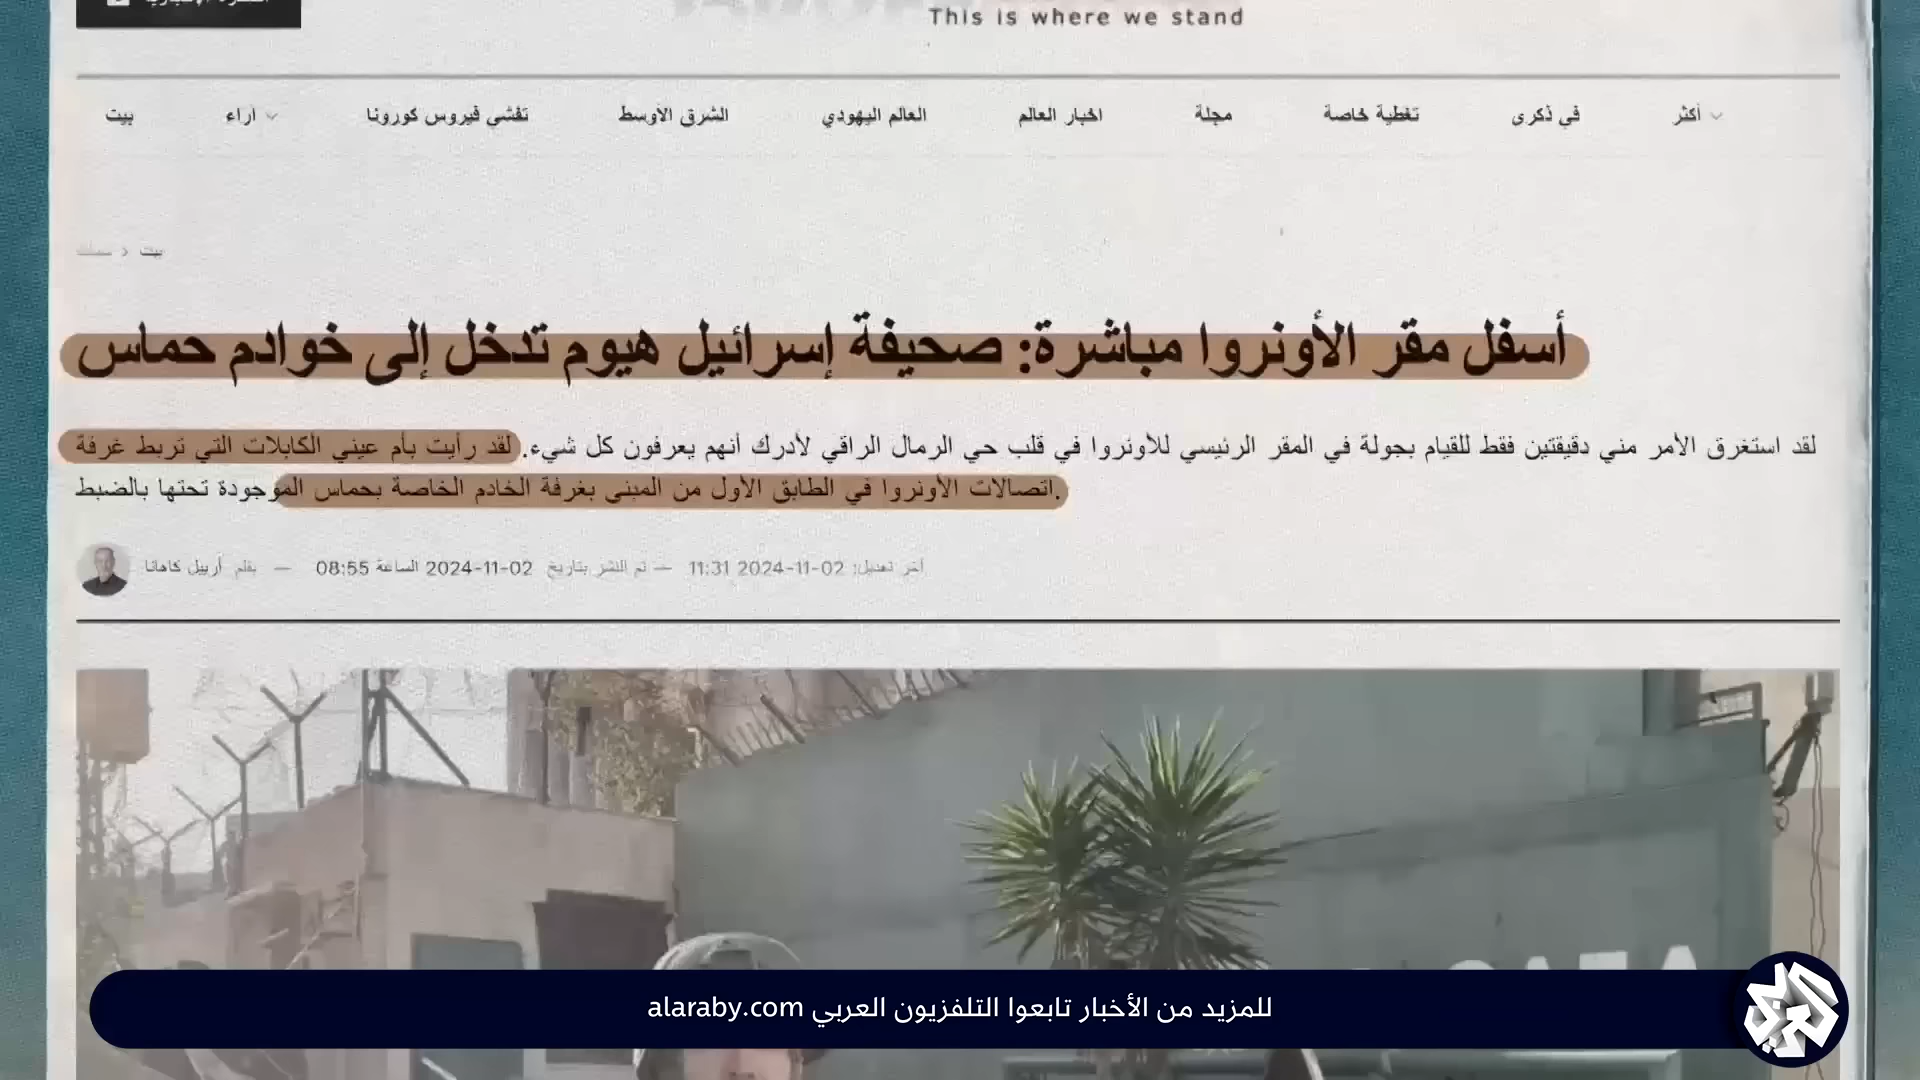 This is where we stand
بيت
آراء
تفشي فيروس كورونا
الشرق الأوسط
العالم اليهودي
اخبار العالم
مجلة
تغطية خاصة
في ذكرى
أكثر
بيت >
أسفل مقر الأونروا مباشرة: صحيفة إسرائيل هيوم تدخل إلى خوادم حماس
لقد استغرق الأمر مني دقيقتين فقط للقيام بجولة في المقر الرئيسي للأونروا في قلب حي الرمال الراقي لأدرك أنهم يعرفون كل شيء. لقد رأيت بأم عيني الكابلات التي تربط غرفة
اتصالات الأونروا في الطابق الأول من المبنى بغرفة الخادم الخاصة بحماس الموجودة تحتها بالضبط.
بقلم أرييل كاهانا — تم النشر بتاريخ 02-11-2024 الساعة 08:55 — آخر تعديل: 02-11-2024 11:31
للمزيد من الأخبار تابعوا التلفزيون العربي alaraby.com